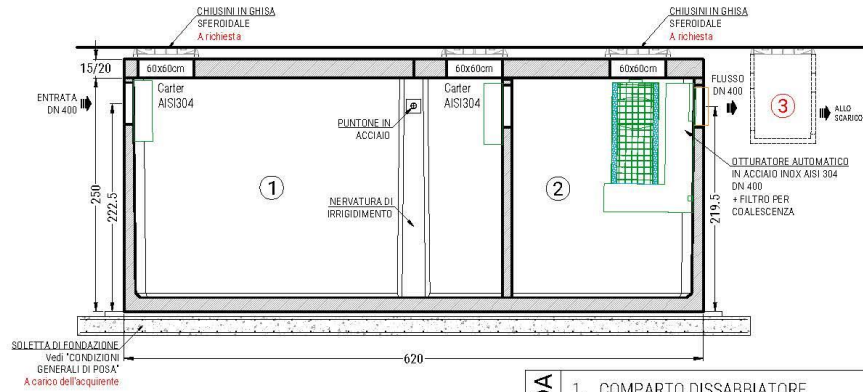 CHIUSINI IN GHISA
SFEROIDALE
A richiesta
CHIUSINI IN GHISA
SFEROIDALE
A richiesta
15/20
60x60cm
60x60cm
60x60cm
ENTRATA
DN 400
Carter
AISI304
Carter
AISI304
FLUSSO
DN 400
3
ALLO
SCARICO
PUNTONE IN
ACCIAIO
OTTURATORE AUTOMATICO
IN ACCIAIO INOX AISI 304
DN 400
+ FILTRO PER
COALESCENZA
1
2
250
222.5
NERVATURA DI
IRRIGIDIMENTO
219.5
SOLETTA DI FONDAZIONE
Vedi "CONDIZIONI
GENERALI DI POSA"
A carico dell'acquirente
620
1 COMPARTO DISSABBIATORE